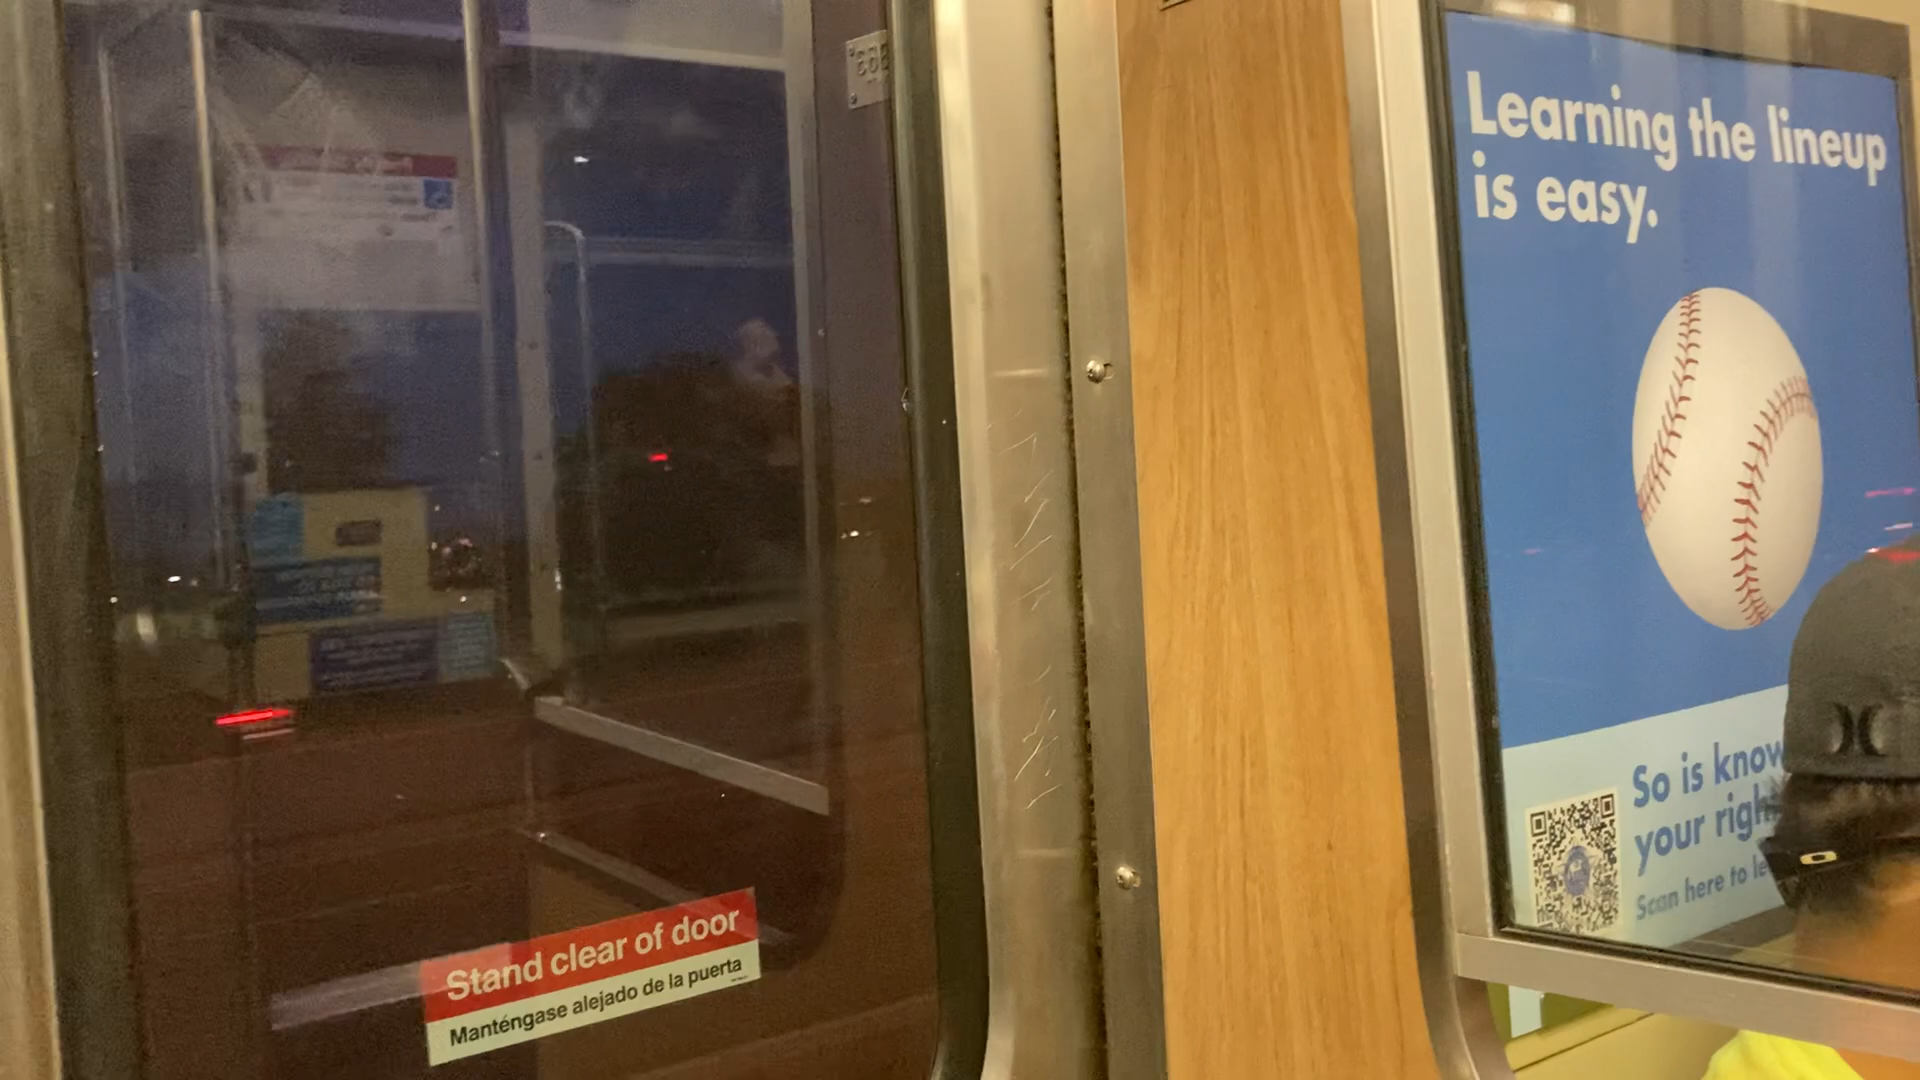 Learning the lineup
is easy.
So is know
your righ
Scan here to le
Stand clear of door
Manténgase alejado de la puerta